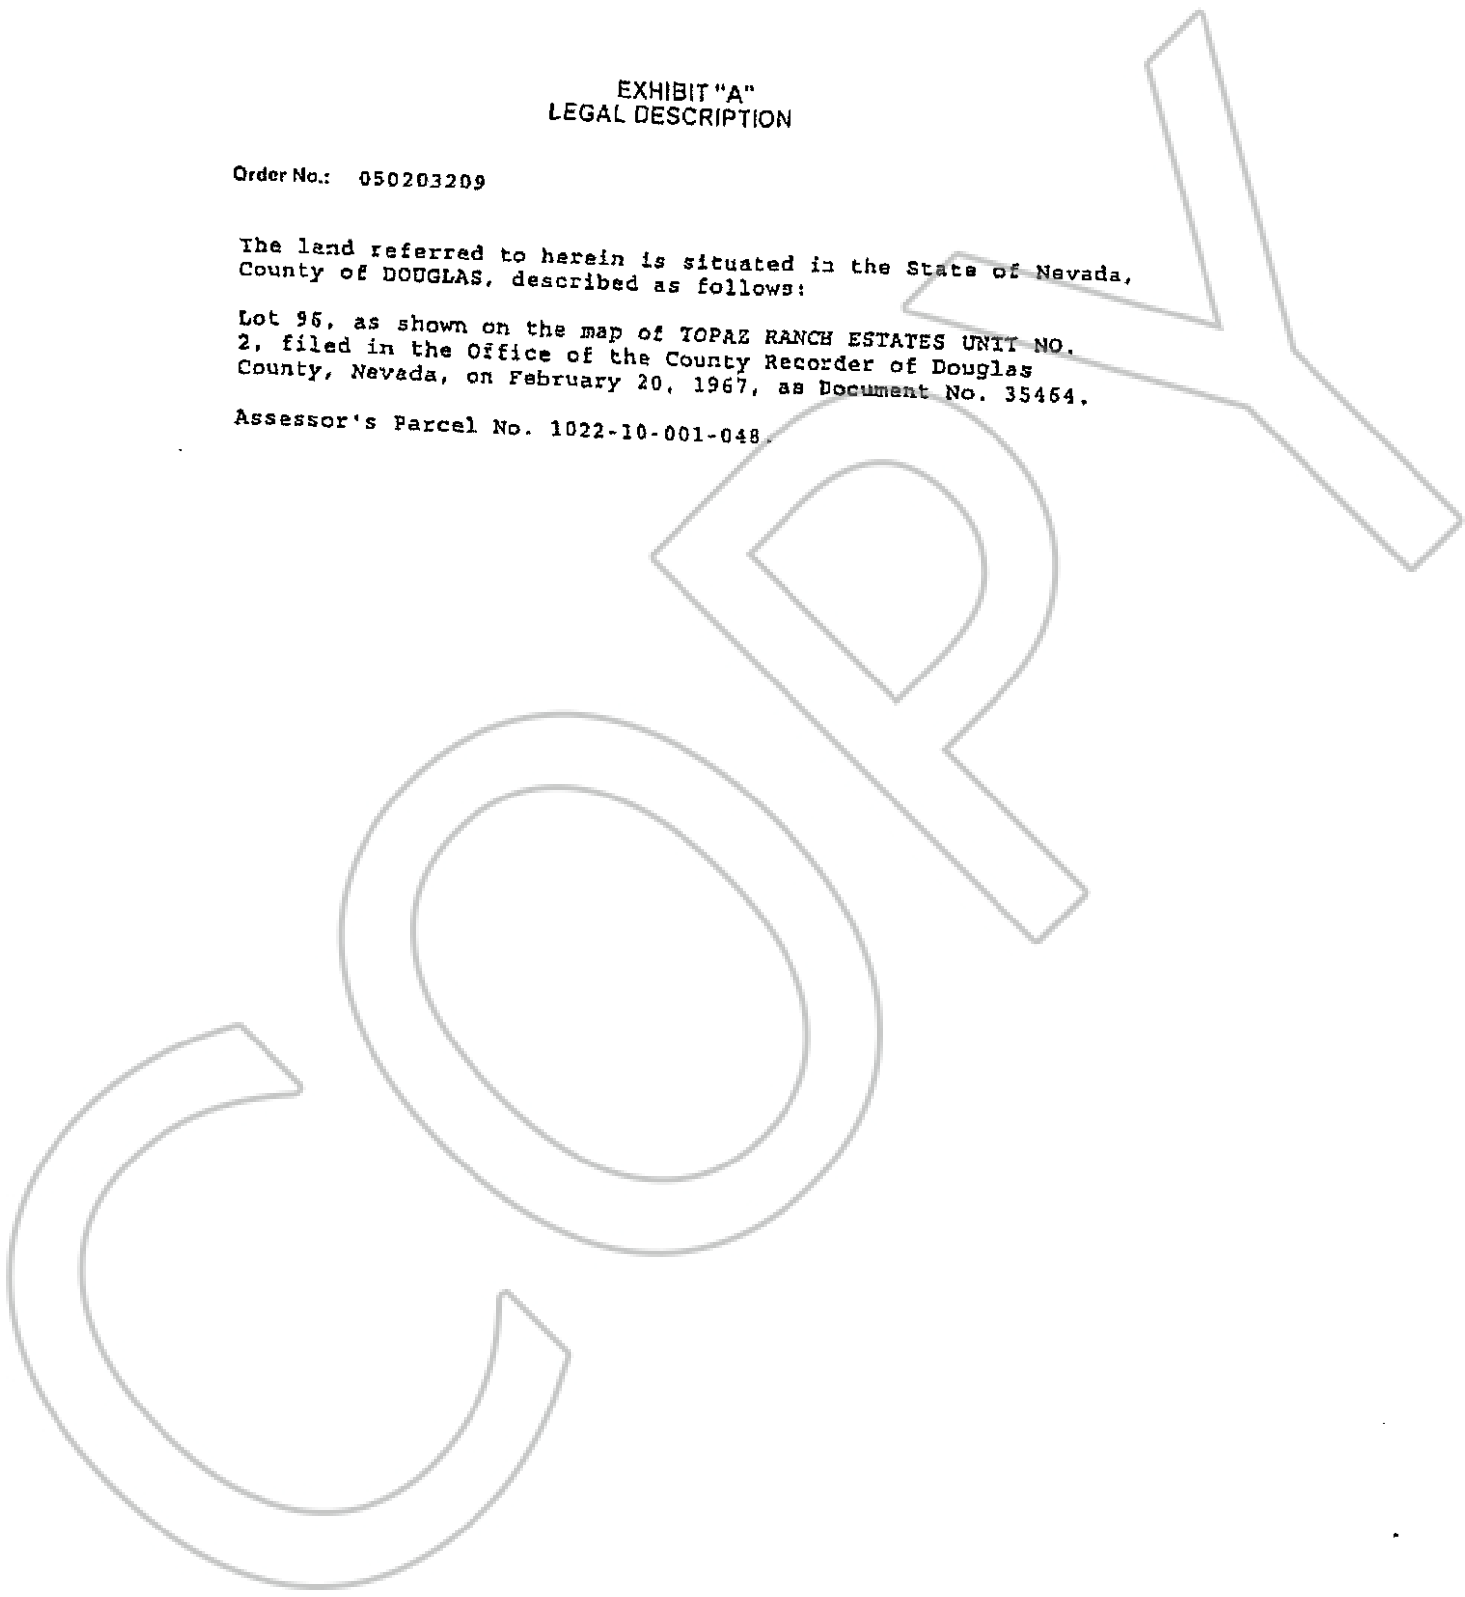 EXHIBIT "A"
LEGAL DESCRIPTION
Order No.: 050203209
The land referred to herein is situated in the State of Nevada,
County of DOUGLAS, described as follows:
Lot 96, as shown on the map of TOPAZ RANCH ESTATES UNIT NO.
2, filed in the Office of the County Recorder of Douglas
County, Nevada, on February 20, 1967, as Document No. 35464.
Assessor's Parcel No. 1022-10-001-048.
COPY